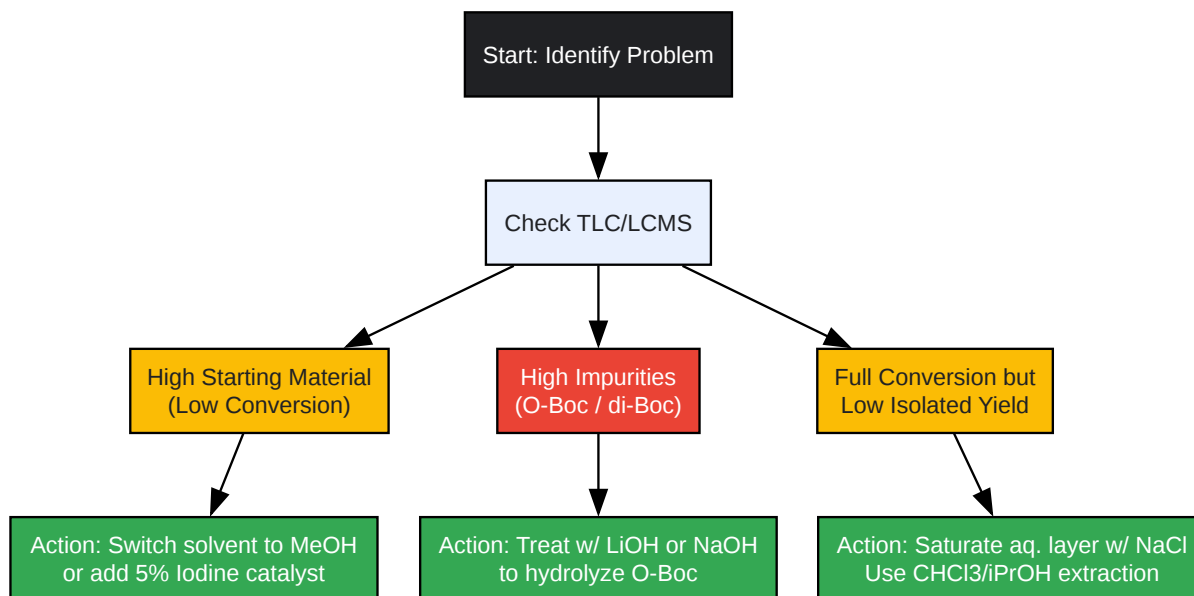 Start: Identify Problem
Check TLC/LCMS
High Starting Material
(Low Conversion)
High Impurities
(O-Boc / di-Boc)
Full Conversion but
Low Isolated Yield
Action: Switch solvent to MeOH
or add 5% Iodine catalyst
Action: Treat w/ LiOH or NaOH
to hydrolyze O-Boc
Action: Saturate aq. layer w/ NaCl
Use CHCl3/iPrOH extraction